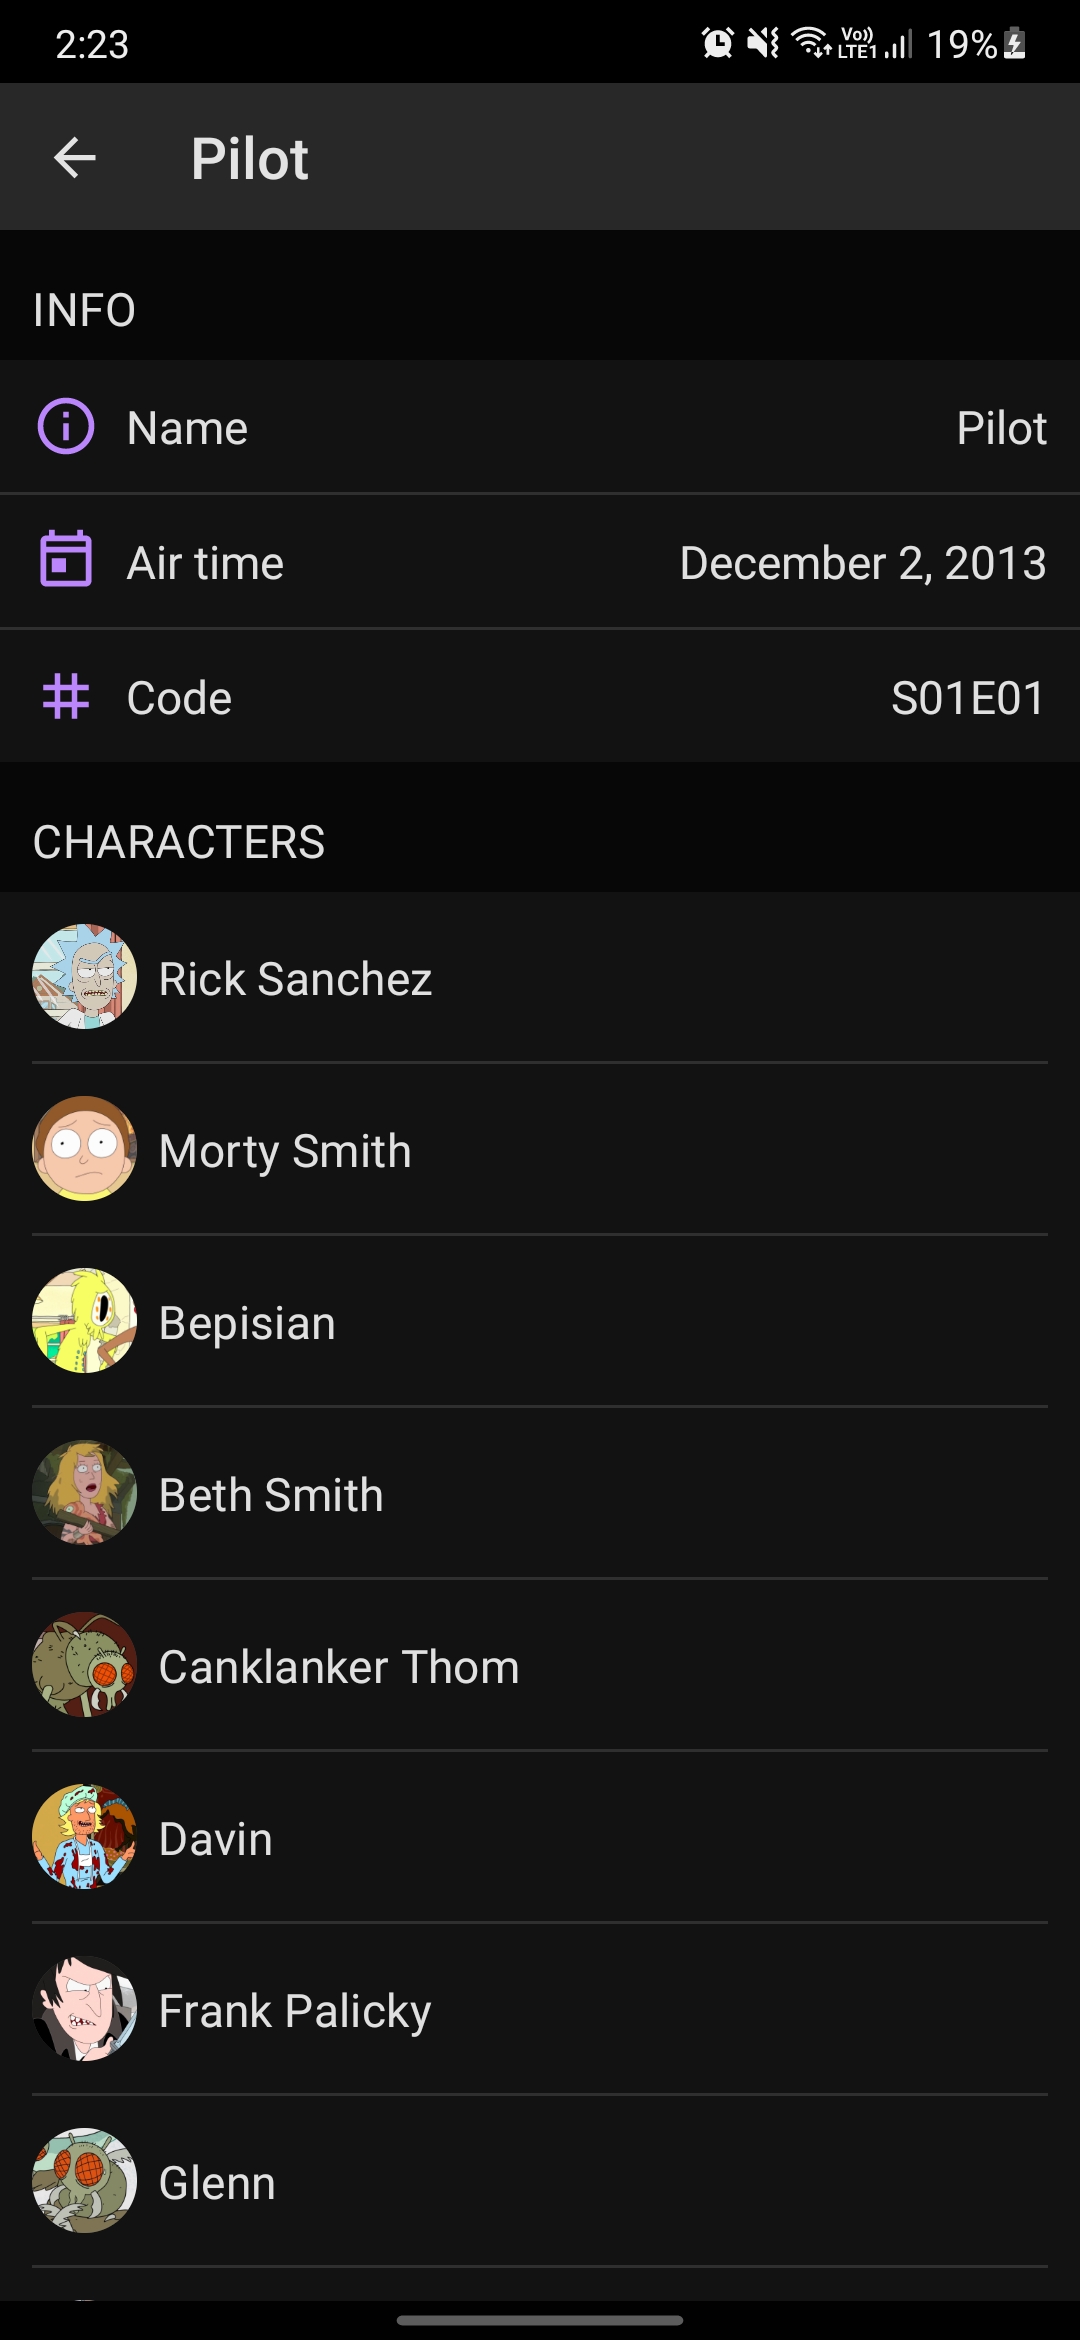 2:23
Vo)) LTE1 19%
Pilot
INFO
Name Pilot
Air time December 2, 2013
Code S01E01
CHARACTERS
Rick Sanchez
Morty Smith
Bepisian
Beth Smith
Canklanker Thom
Davin
Frank Palicky
Glenn